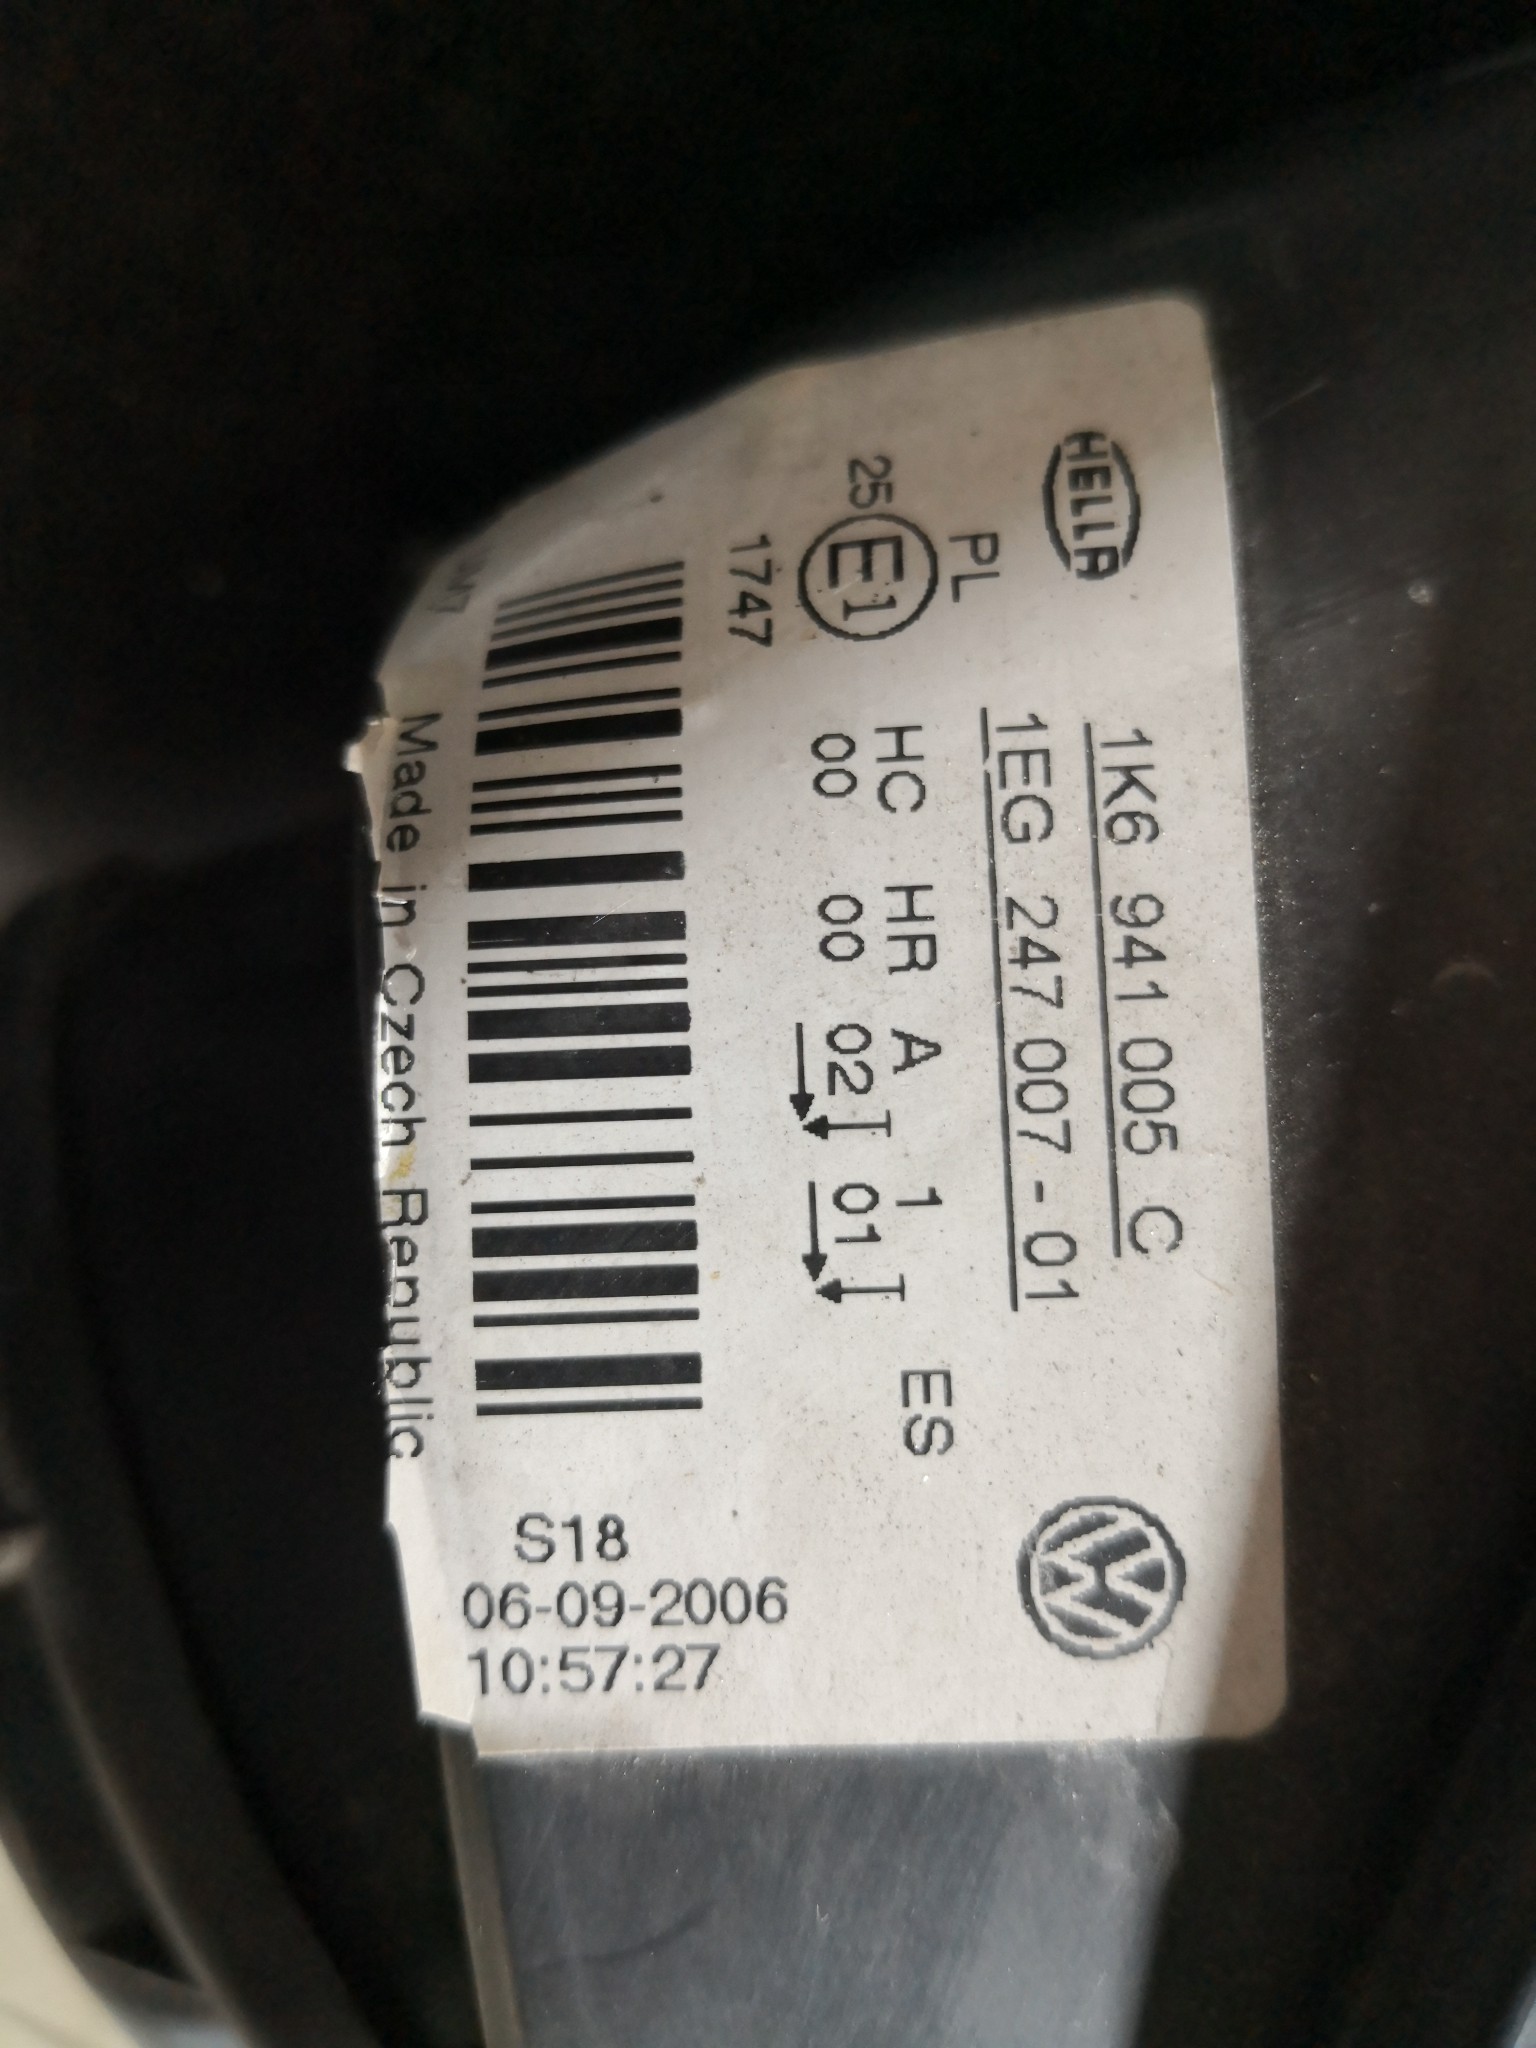 HELLA
1K6 941 005 C
1EG 247 007 - 01
PL
HC HR A 1 ES
25 E1 00 00 02 01
1747
S18
06-09-2006
10:57:27
Made in Czech Republic